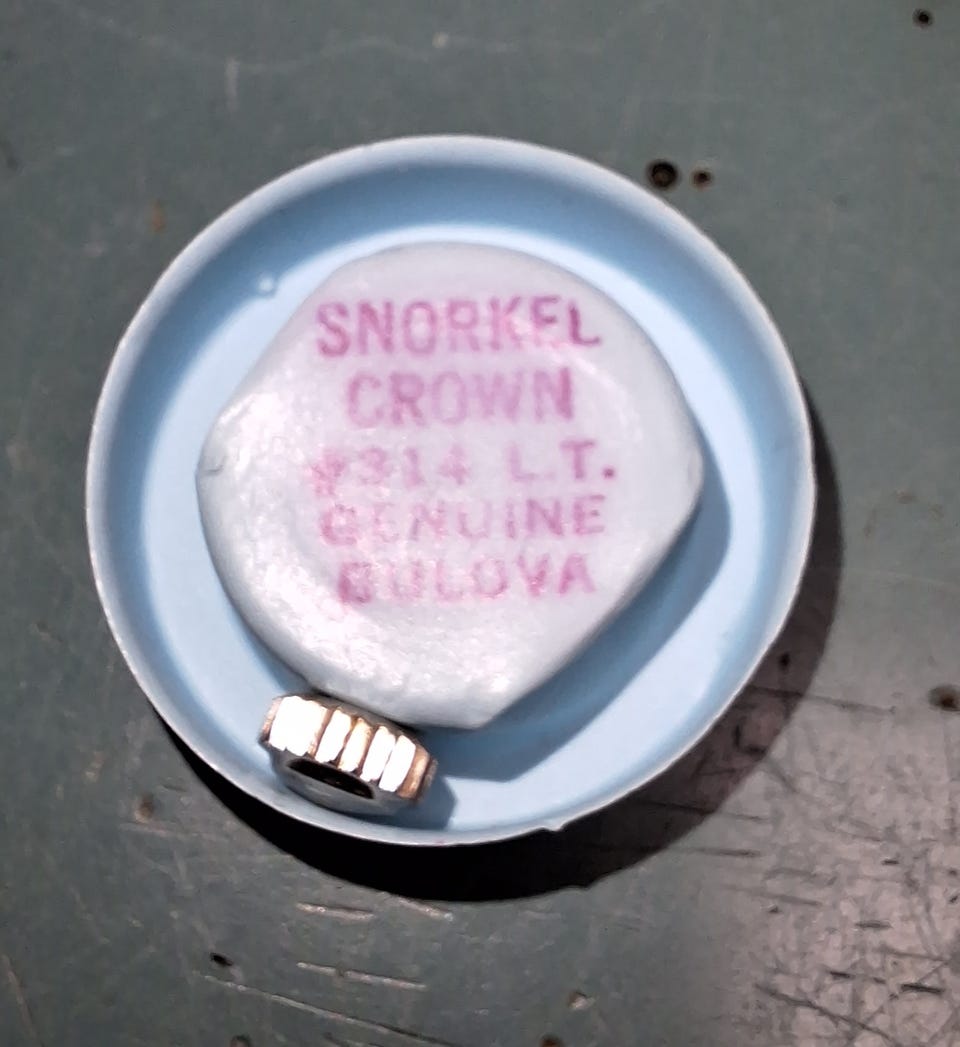 SNORKEL
CROWN
#314 L.T.
GENUINE
BULOVA